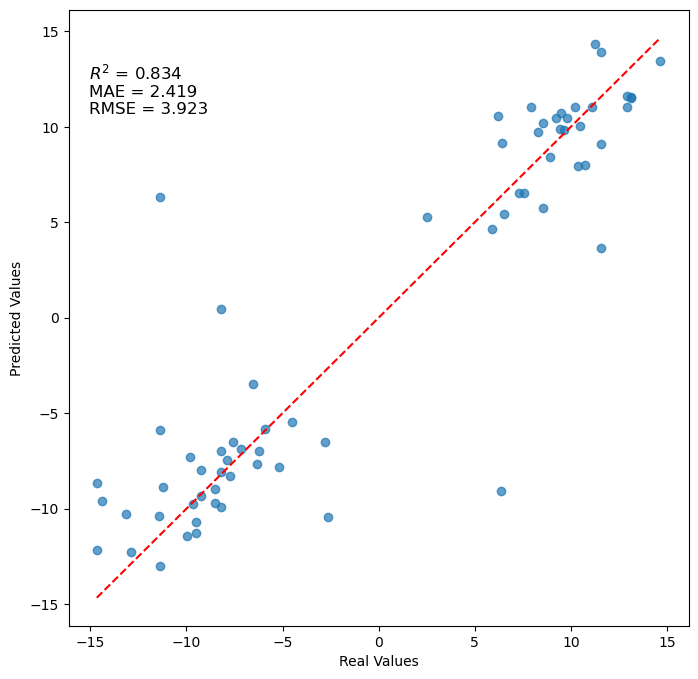 15
10
5
0
−5
−10
−15
R² = 0.834
MAE = 2.419
RMSE = 3.923
Predicted Values
−15 −10 −5 0 5 10 15
Real Values